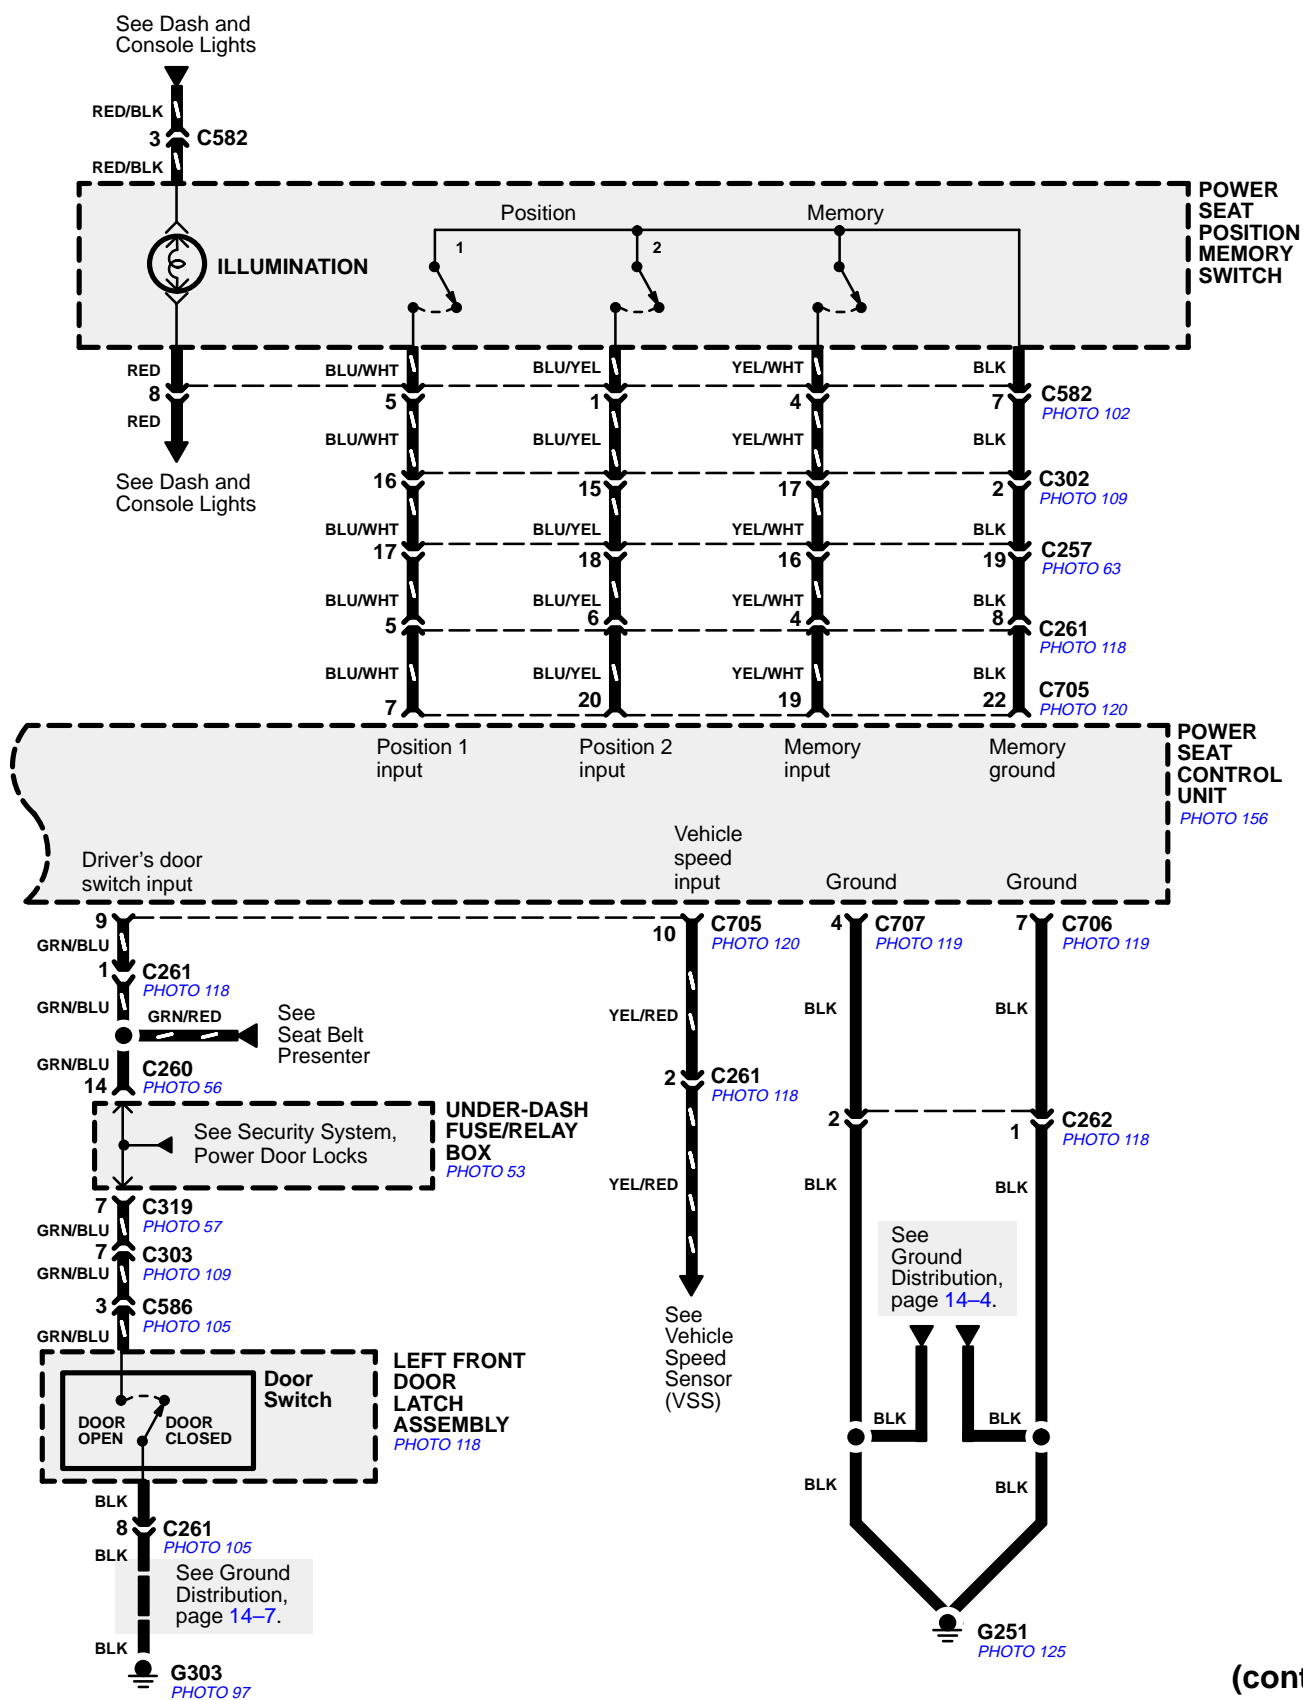 See Dash and
Console Lights
RED/BLK
3 C582
RED/BLK
POWER
SEAT
POSITION
MEMORY
SWITCH
Position
Memory
1
2
ILLUMINATION
RED
BLU/WHT
BLU/YEL
YEL/WHT
BLK
8
5
1
4
7
C582
PHOTO 102
RED
BLU/WHT
BLU/YEL
YEL/WHT
BLK
See Dash and
Console Lights
16
15
17
2
C302
PHOTO 109
BLU/WHT
BLU/YEL
YEL/WHT
BLK
17
18
16
19
C257
PHOTO 63
BLU/WHT
BLU/YEL
YEL/WHT
BLK
5
6
4
8
C261
PHOTO 118
BLU/WHT
BLU/YEL
YEL/WHT
BLK
7
20
19
22
C705
PHOTO 120
POWER
SEAT
CONTROL
UNIT
PHOTO 156
Position 1
input
Position 2
input
Memory
input
Memory
ground
Driver's door
switch input
Vehicle
speed
input
Ground
Ground
9
10
C705
PHOTO 120
4
C707
PHOTO 119
7
C706
PHOTO 119
GRN/BLU
1
C261
PHOTO 118
GRN/BLU
GRN/RED
See
Seat Belt
Presenter
YEL/RED
BLK
BLK
GRN/BLU
14
C260
PHOTO 56
2
C261
PHOTO 118
See Security System,
Power Door Locks
UNDER-DASH
FUSE/RELAY
BOX
PHOTO 53
2
1
C262
PHOTO 118
YEL/RED
BLK
BLK
7
C319
PHOTO 57
GRN/BLU
7
C303
PHOTO 109
GRN/BLU
3
C586
PHOTO 105
GRN/BLU
See
Ground
Distribution,
page 14–4.
See
Vehicle
Speed
Sensor
(VSS)
Door
Switch
DOOR
OPEN
DOOR
CLOSED
LEFT FRONT
DOOR
LATCH
ASSEMBLY
PHOTO 118
BLK
BLK
BLK
BLK
BLK
8
C261
PHOTO 105
BLK
See Ground
Distribution,
page 14–7.
BLK
G303
PHOTO 97
G251
PHOTO 125
(cont